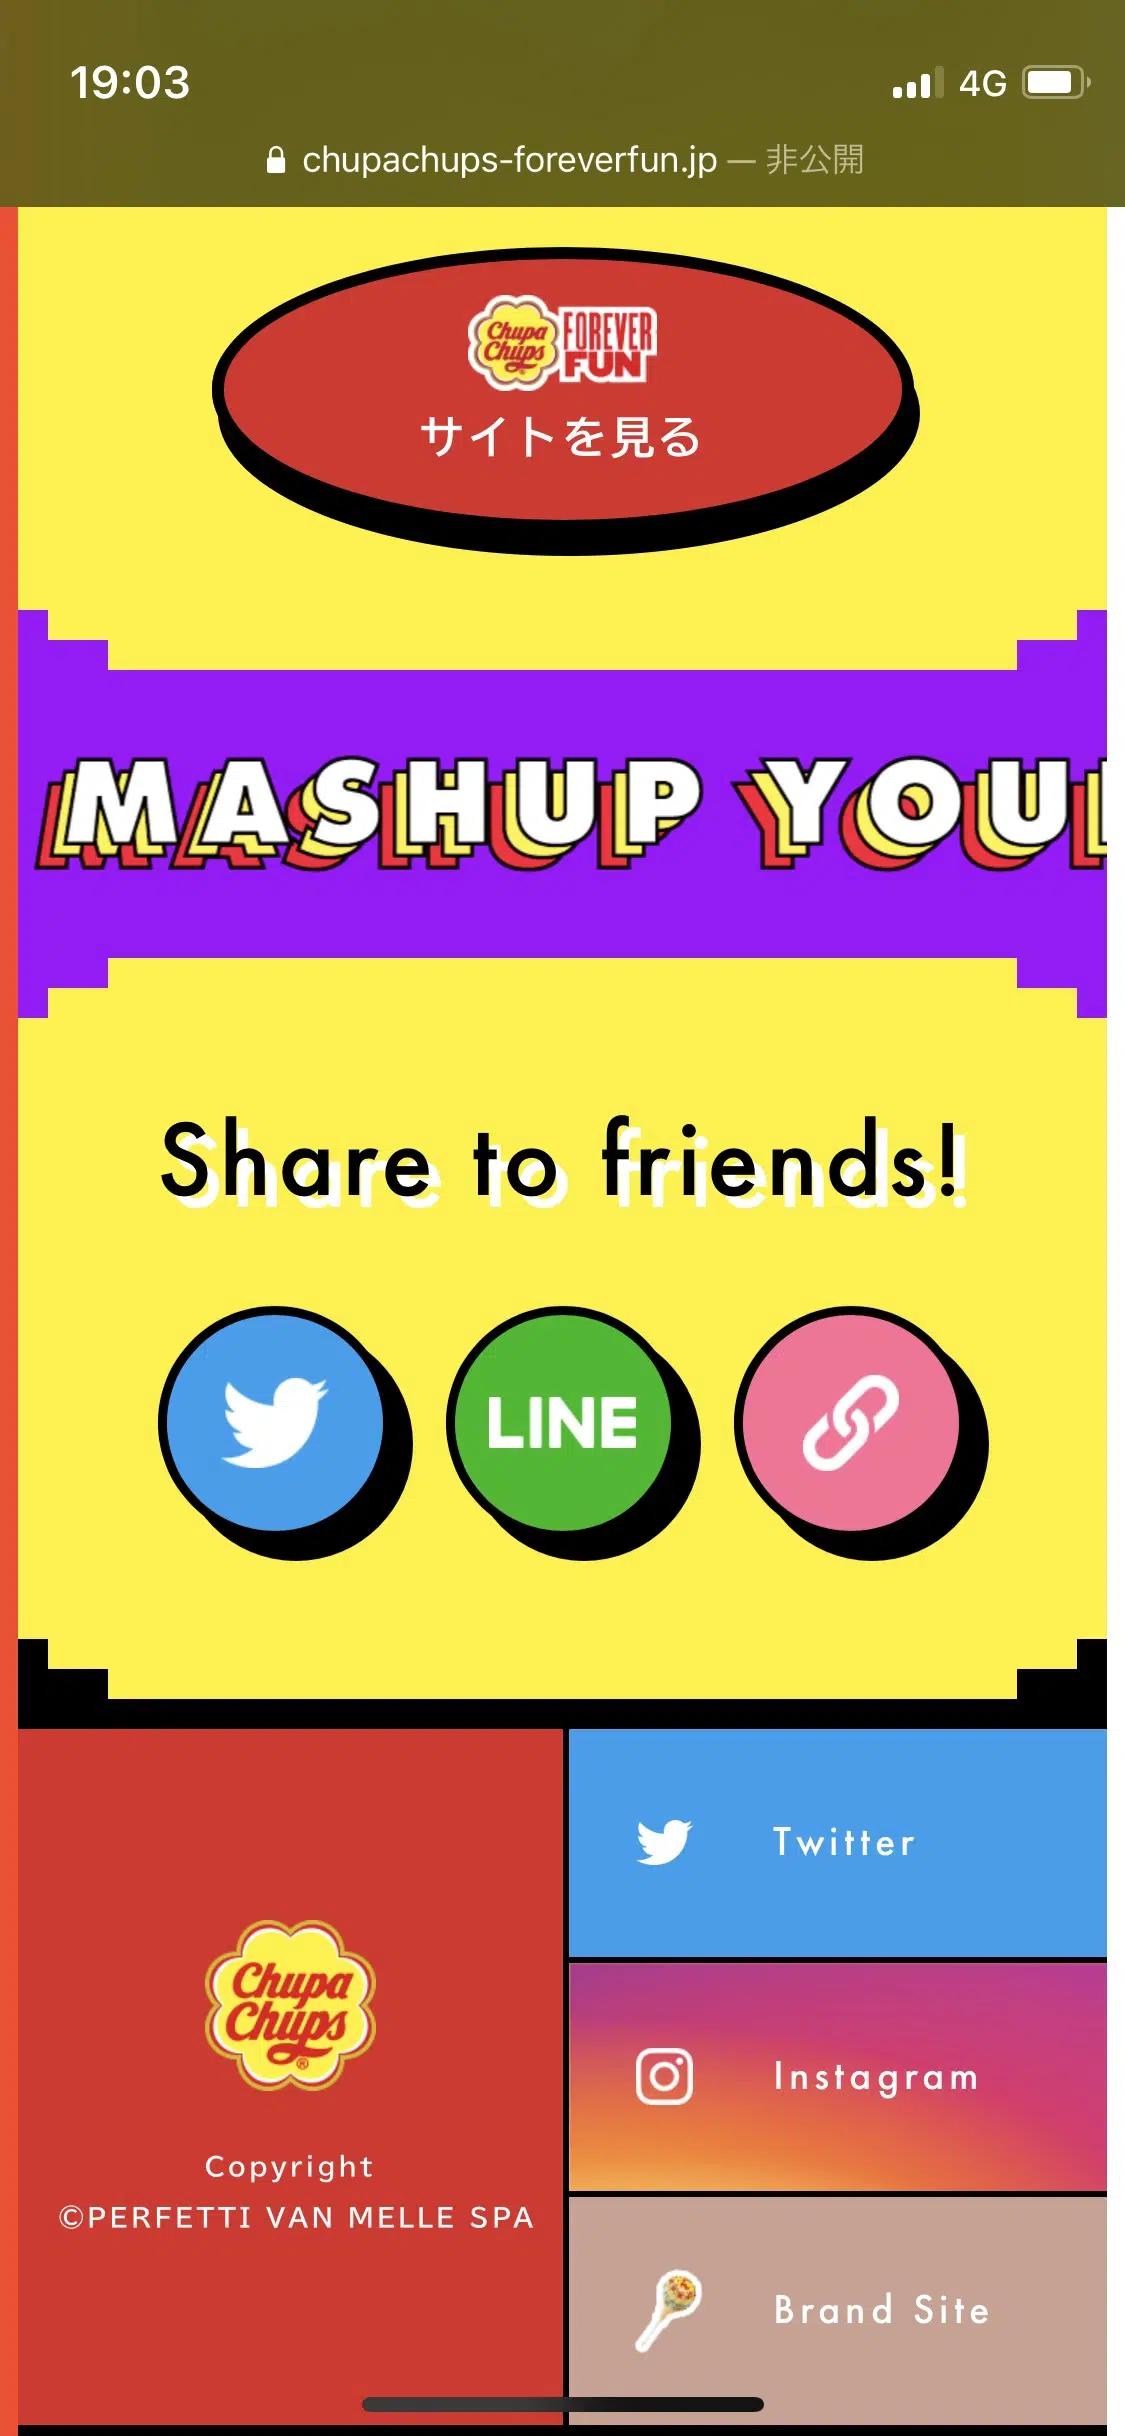 19:03
4G
chupachups-foreverfun.jp — 非公開
Chupa Chups FOREVER FUN
サイトを見る
MASHUP YOU
Share to friends!
LINE
Twitter
Instagram
Chupa Chups ®
Copyright
©PERFETTI VAN MELLE SPA
Brand Site